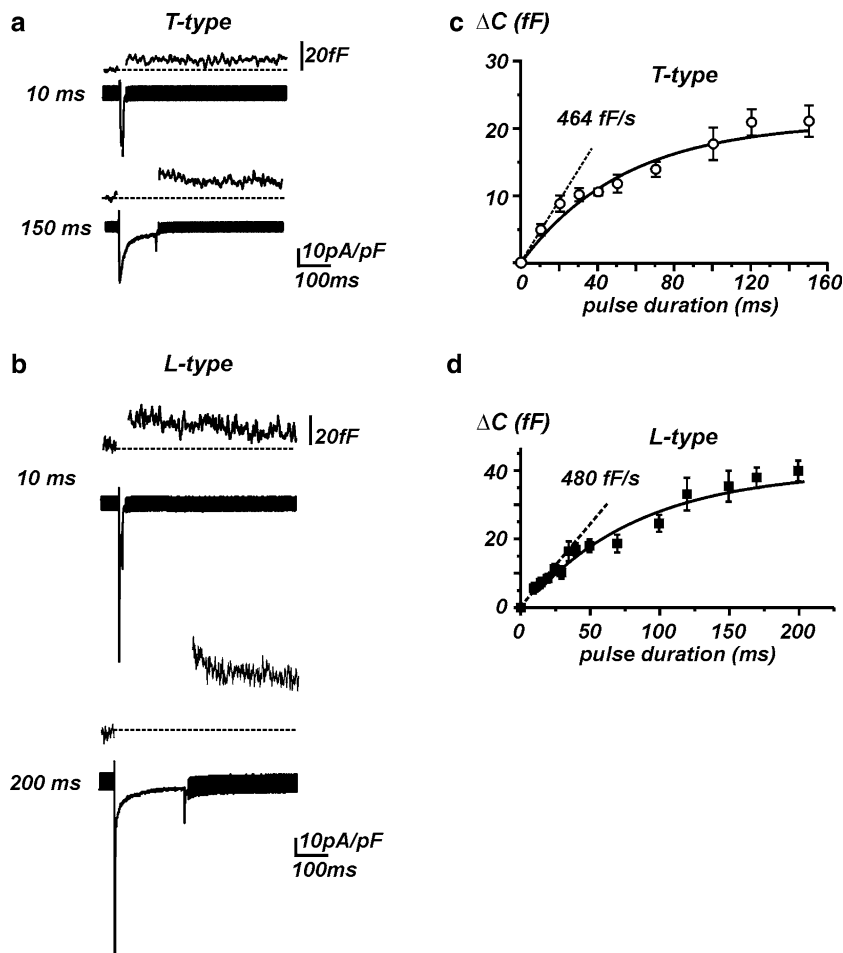 a
T-type
20fF
10 ms
150 ms
10pA/pF
100ms
b
L-type
20fF
10 ms
200 ms
10pA/pF
100ms
c
ΔC (fF)
T-type
464 fF/s
30
20
10
0
0 40 80 120 160
pulse duration (ms)
d
ΔC (fF)
L-type
480 fF/s
40
20
0
0 50 100 150 200
pulse duration (ms)